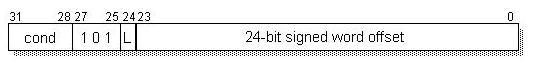 31 28 27 25 24 23 0
cond 1 0 1 L 24-bit signed word offset